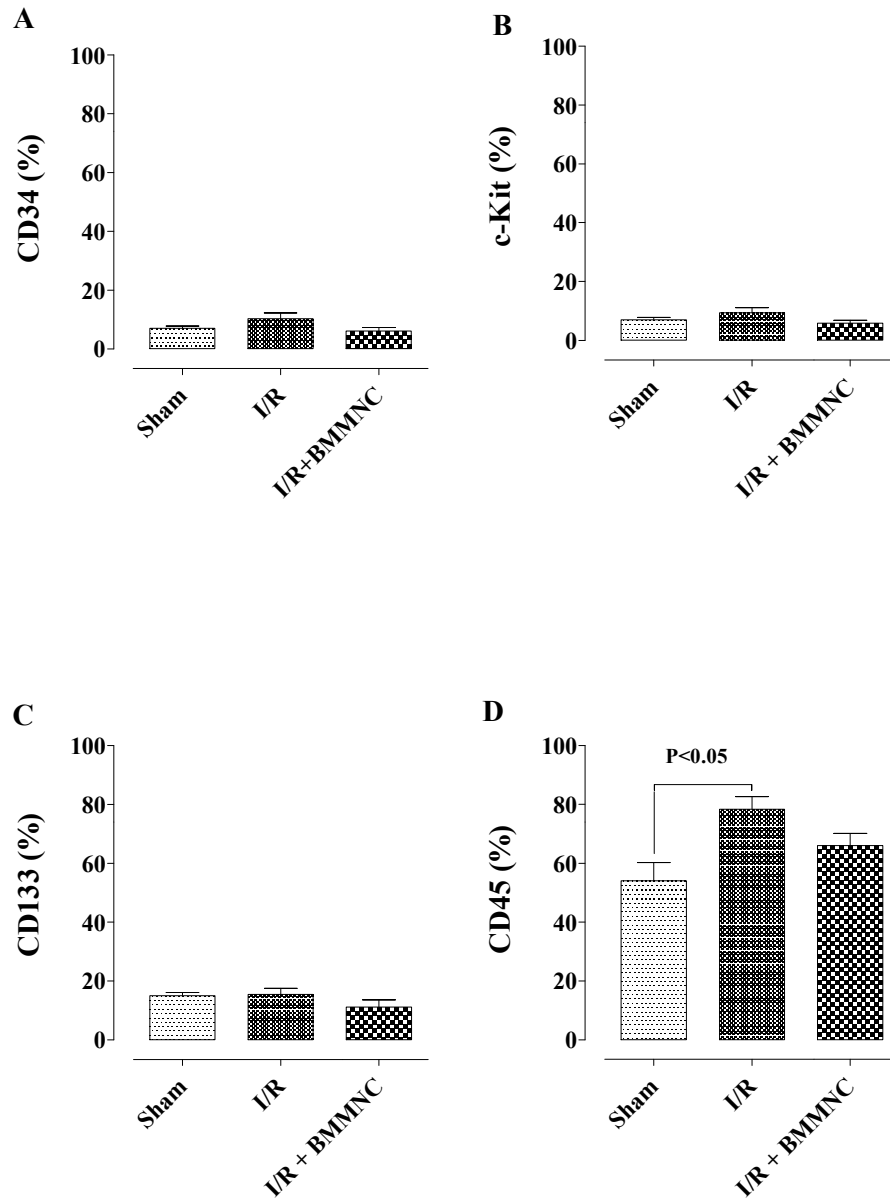 A
CD34 (%)
100
80
60
40
20
0
Sham
I/R
I/R+BMMNC
B
c-Kit (%)
100
80
60
40
20
0
Sham
I/R
I/R + BMMNC
C
CD133 (%)
100
80
60
40
20
0
Sham
I/R
I/R + BMMNC
D
CD45 (%)
100
80
60
40
20
0
P<0.05
Sham
I/R
I/R + BMMNC